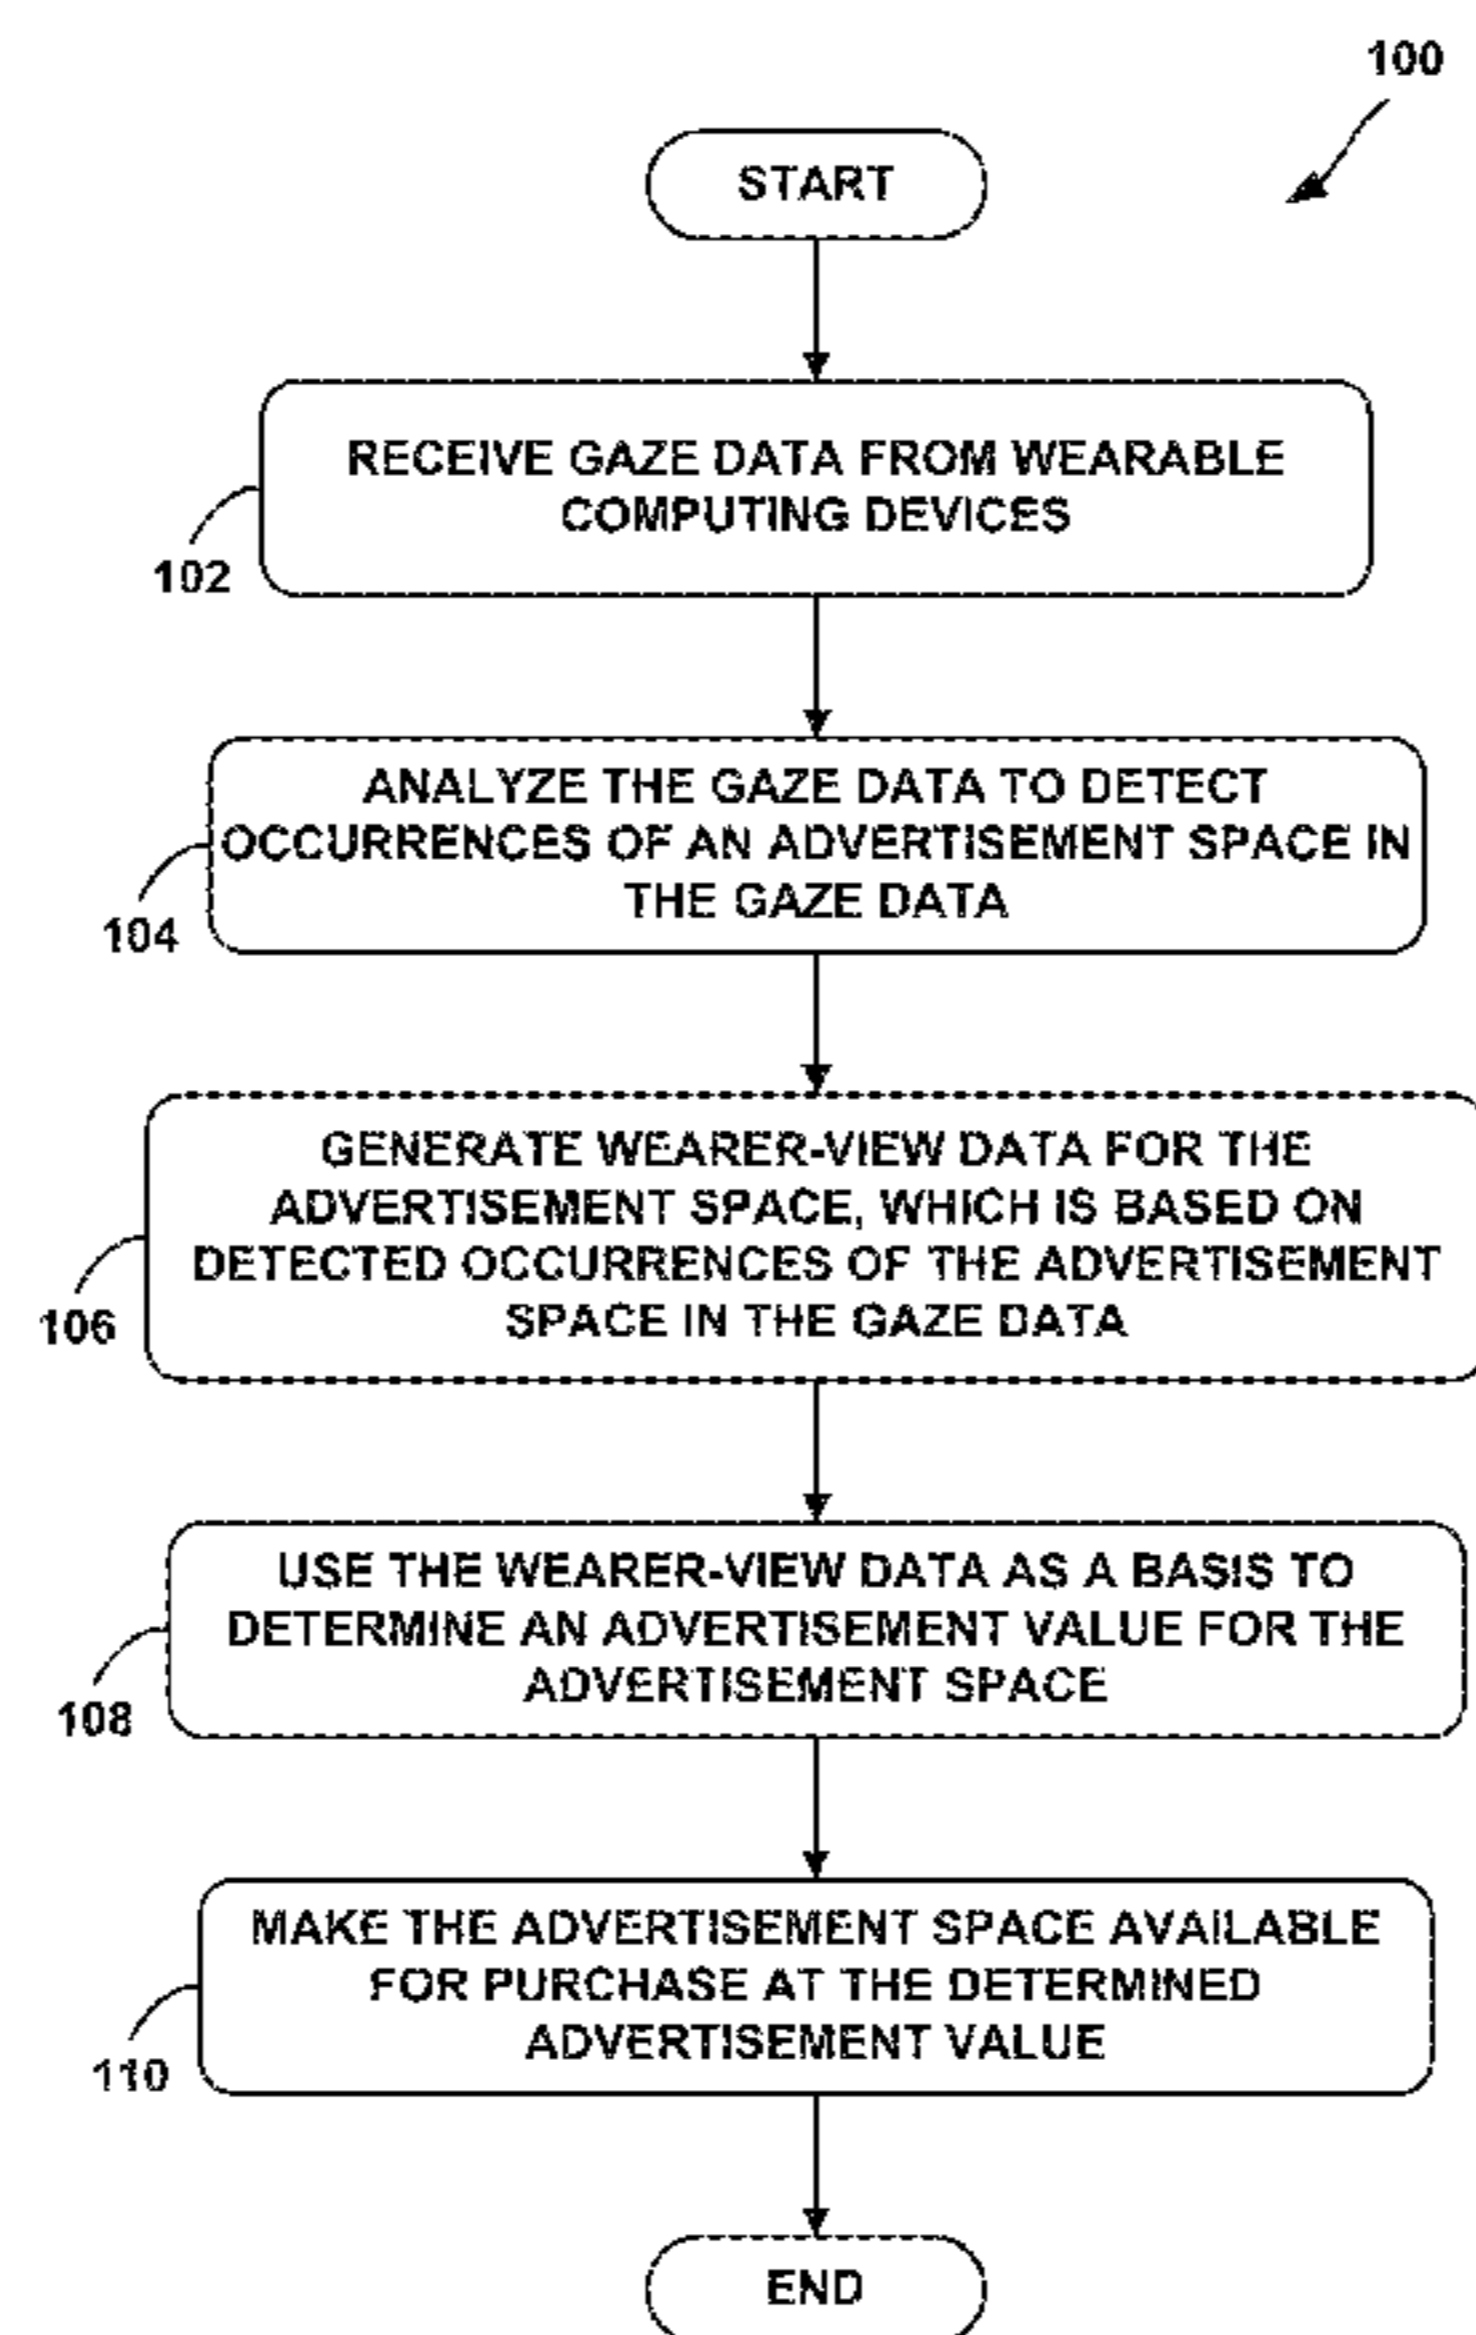 100
START
RECEIVE GAZE DATA FROM WEARABLE
COMPUTING DEVICES
102
ANALYZE THE GAZE DATA TO DETECT
OCCURRENCES OF AN ADVERTISEMENT SPACE IN
THE GAZE DATA
104
GENERATE WEARER-VIEW DATA FOR THE
ADVERTISEMENT SPACE, WHICH IS BASED ON
DETECTED OCCURRENCES OF THE ADVERTISEMENT
SPACE IN THE GAZE DATA
106
USE THE WEARER-VIEW DATA AS A BASIS TO
DETERMINE AN ADVERTISEMENT VALUE FOR THE
ADVERTISEMENT SPACE
108
MAKE THE ADVERTISEMENT SPACE AVAILABLE
FOR PURCHASE AT THE DETERMINED
ADVERTISEMENT VALUE
110
END